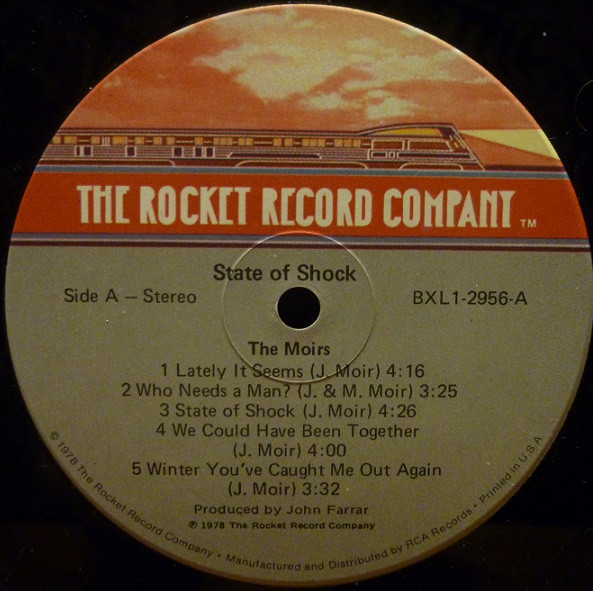 THE ROCKET RECORD COMPANY TM
State of Shock
Side A – Stereo
BXL1-2956-A
The Moirs
1 Lately It Seems (J. Moir) 4:16
2 Who Needs a Man? (J. & M. Moir) 3:25
3 State of Shock (J. Moir) 4:26
4 We Could Have Been Together
(J. Moir) 4:00
5 Winter You've Caught Me Out Again
(J. Moir) 3:32
Produced by John Farrar
℗ 1978 The Rocket Record Company
© 1978 The Rocket Record Company • Manufactured and Distributed by RCA Records • Printed in U.S.A